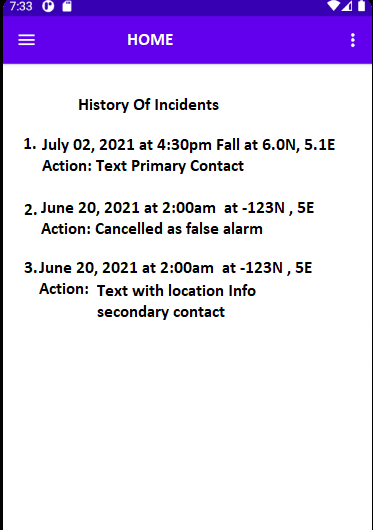 7:33
HOME
History Of Incidents
1. July 02, 2021 at 4:30pm Fall at 6.0N, 5.1E
Action: Text Primary Contact
2. June 20, 2021 at 2:00am at -123N , 5E
Action: Cancelled as false alarm
3. June 20, 2021 at 2:00am at -123N , 5E
Action: Text with location Info
secondary contact